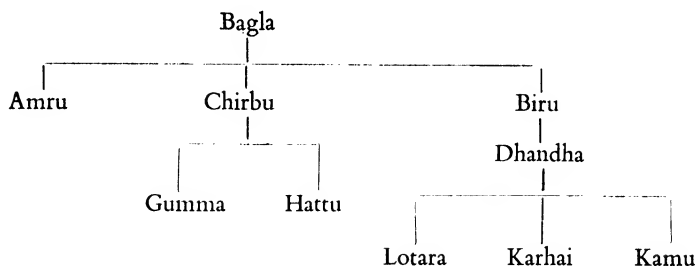 Bagla
Amru Chirbu Biru
Dhandha
Gumma Hattu
Lotara Karhai Kamu